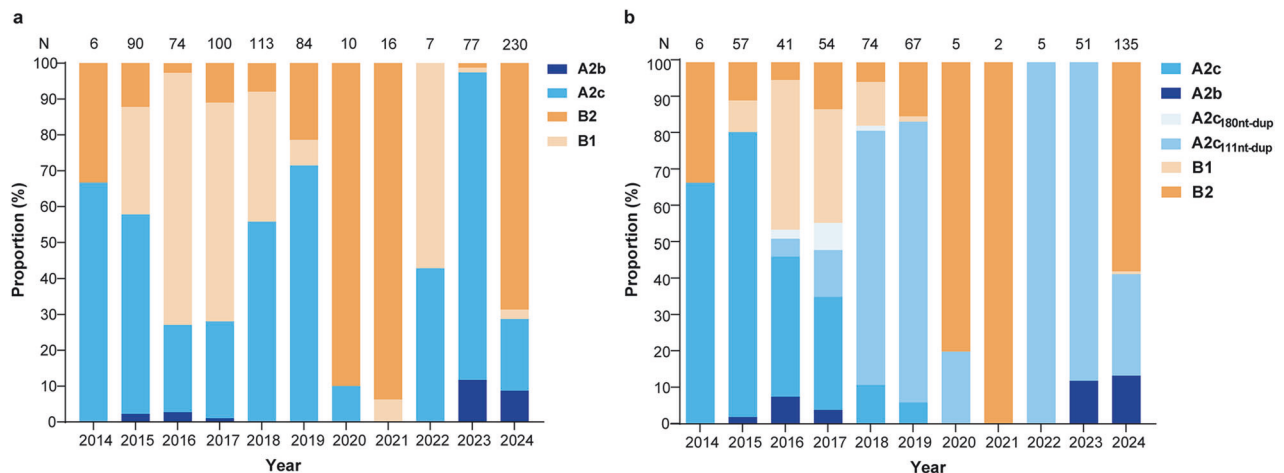 a
N 6 90 74 100 113 84 10 16 7 77 230
100
90
80
70
60
50
40
30
20
10
0
Proportion (%)
2014 2015 2016 2017 2018 2019 2020 2021 2022 2023 2024
Year
A2b
A2c
B2
B1
b
N 6 57 41 54 74 67 5 2 5 51 135
100
90
80
70
60
50
40
30
20
10
0
Proportion (%)
2014 2015 2016 2017 2018 2019 2020 2021 2022 2023 2024
Year
A2c
A2b
A2c180nt-dup
A2c111nt-dup
B1
B2